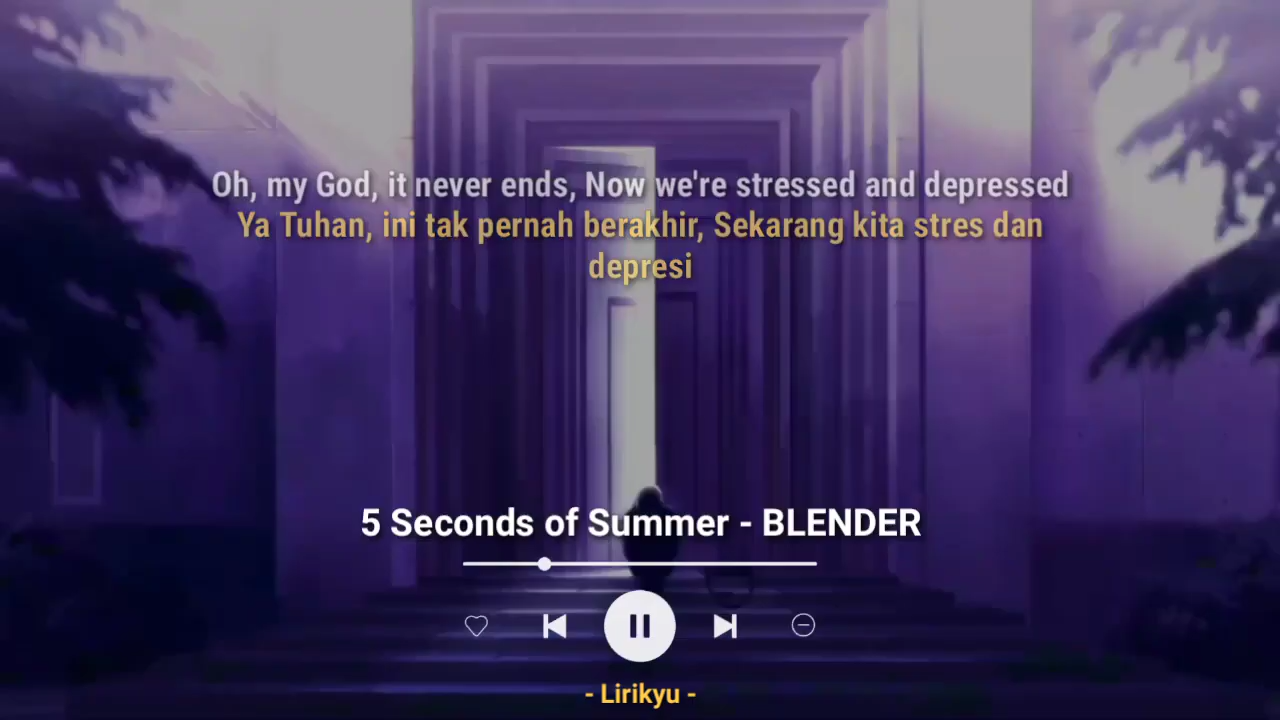 Oh, my God, it never ends, Now we're stressed and depressed
Ya Tuhan, ini tak pernah berakhir, Sekarang kita stres dan
depresi
5 Seconds of Summer - BLENDER
- Lirikyu -